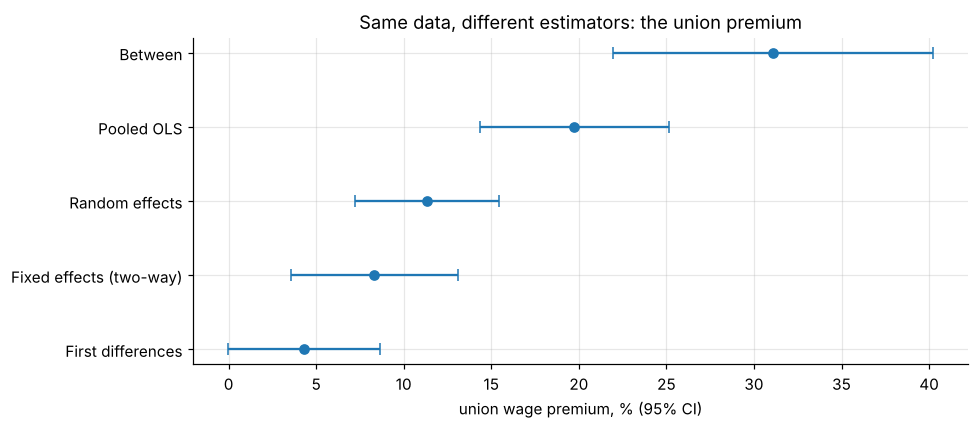 Same data, different estimators: the union premium
Between
Pooled OLS
Random effects
Fixed effects (two-way)
First differences
0 5 10 15 20 25 30 35 40
union wage premium, % (95% CI)